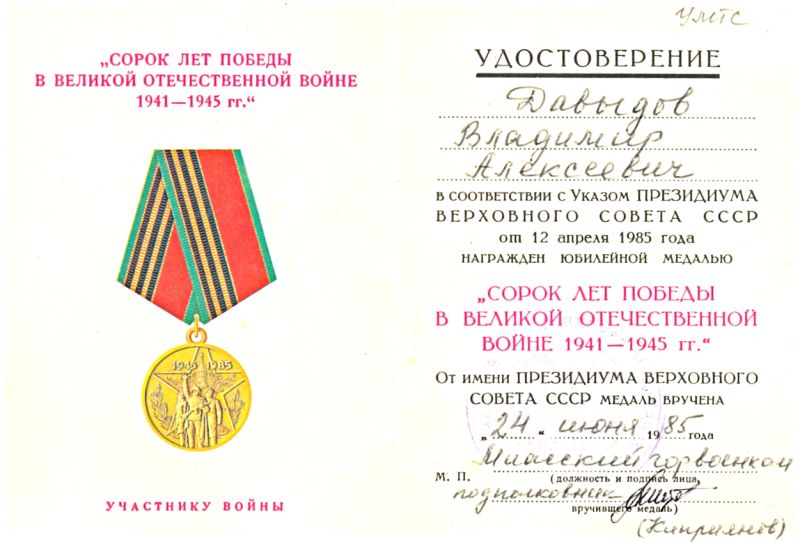 „СОРОК ЛЕТ ПОБЕДЫ
В ВЕЛИКОЙ ОТЕЧЕСТВЕННОЙ ВОЙНЕ
1941—1945 гг.“
1945 1985
УЧАСТНИКУ ВОЙНЫ
УМТС
УДОСТОВЕРЕНИЕ
Давыдов
Владимир
Алексеевич
В СООТВЕТСТВИИ С УКАЗОМ ПРЕЗИДИУМА
ВЕРХОВНОГО СОВЕТА СССР
от 12 апреля 1985 года
НАГРАЖДЕН ЮБИЛЕЙНОЙ МЕДАЛЬЮ
„СОРОК ЛЕТ ПОБЕДЫ
В ВЕЛИКОЙ ОТЕЧЕСТВЕННОЙ
ВОЙНЕ 1941—1945 гг.“
ОТ ИМЕНИ ПРЕЗИДИУМА ВЕРХОВНОГО
СОВЕТА СССР МЕДАЛЬ ВРУЧЕНА
„24“ июня 1985 года
Миасский горвоенком
М. П. (должность и подпись лица,
подполковник
вручившего медаль)
(Киприянов)